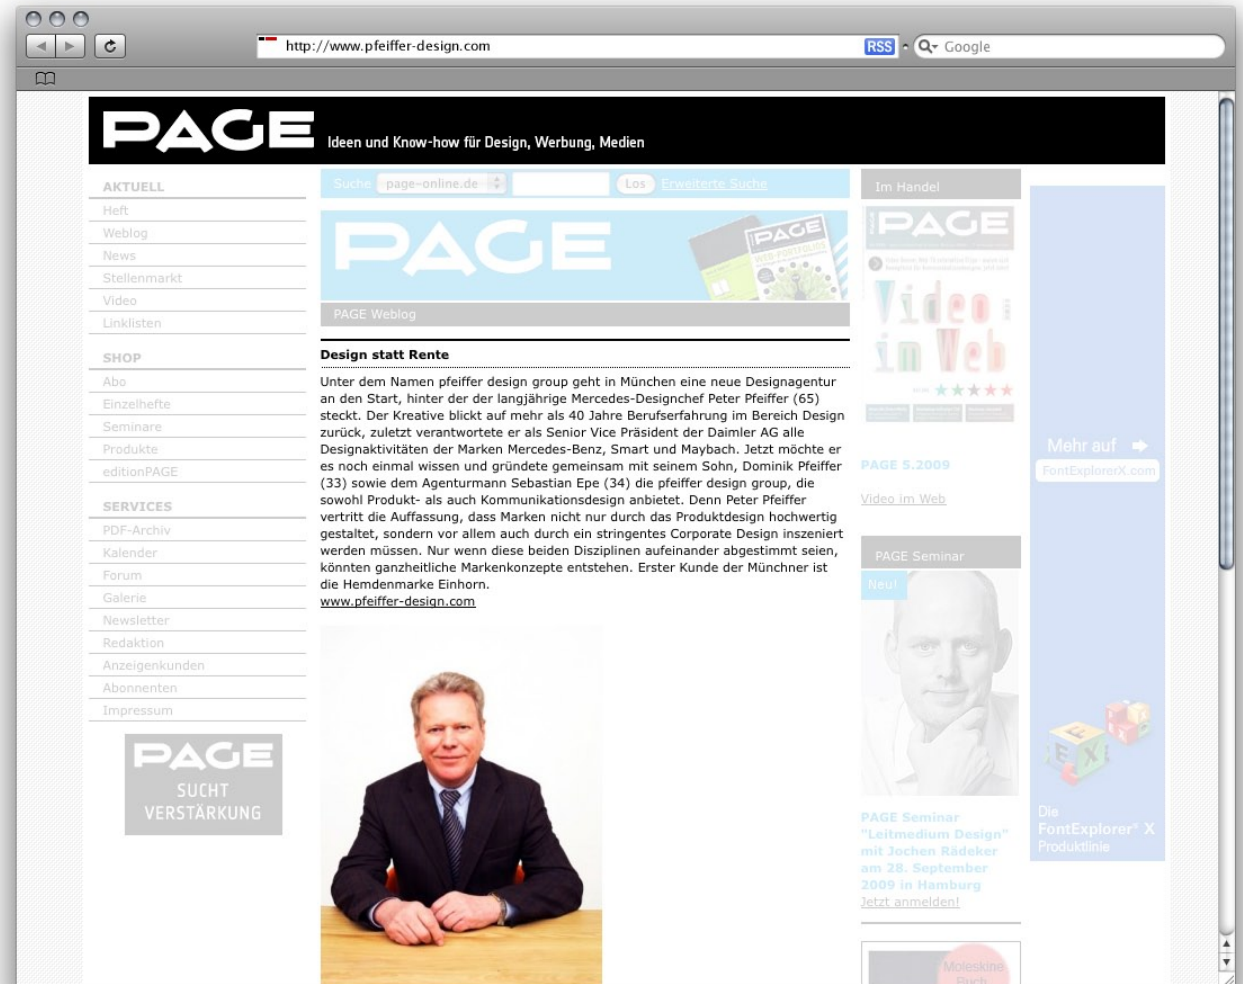 http://www.pfeiffer-design.com
RSS
Google
PAGE
Ideen und Know-how für Design, Werbung, Medien
AKTUELL
Heft
Weblog
News
Stellenmarkt
Video
Linklisten
SHOP
Abo
Einzelhefte
Seminare
Produkte
editionPAGE
SERVICES
PDF-Archiv
Kalender
Forum
Galerie
Newsletter
Redaktion
Anzeigenkunden
Abonnenten
Impressum
PAGE
SUCHT
VERSTÄRKUNG
Suche page-online.de Los Erweiterte Suche
PAGE
PAGE
WEB-PORTFOLIOS
PAGE Weblog
Design statt Rente
Unter dem Namen pfeiffer design group geht in München eine neue Designagentur
an den Start, hinter der der langjährige Mercedes-Designchef Peter Pfeiffer (65)
steckt. Der Kreative blickt auf mehr als 40 Jahre Berufserfahrung im Bereich Design
zurück, zuletzt verantwortete er als Senior Vice Präsident der Daimler AG alle
Designaktivitäten der Marken Mercedes-Benz, Smart und Maybach. Jetzt möchte er
es noch einmal wissen und gründete gemeinsam mit seinem Sohn, Dominik Pfeiffer
(33) sowie dem Agenturmann Sebastian Epe (34) die pfeiffer design group, die
sowohl Produkt- als auch Kommunikationsdesign anbietet. Denn Peter Pfeiffer
vertritt die Auffassung, dass Marken nicht nur durch das Produktdesign hochwertig
gestaltet, sondern vor allem auch durch ein stringentes Corporate Design inszeniert
werden müssen. Nur wenn diese beiden Disziplinen aufeinander abgestimmt seien,
könnten ganzheitliche Markenkonzepte entstehen. Erster Kunde der Münchner ist
die Hemdenmarke Einhorn.
www.pfeiffer-design.com
Im Handel
PAGE
Video
im Web
PAGE 5.2009
Video im Web
PAGE Seminar
Neu!
PAGE Seminar
"Leitmedium Design"
mit Jochen Rädeker
am 28. September
2009 in Hamburg
Jetzt anmelden!
Moleskine
Buch
Mehr auf
FontExplorerX.com
F
E
X
Die
FontExplorer® X
Produktlinie